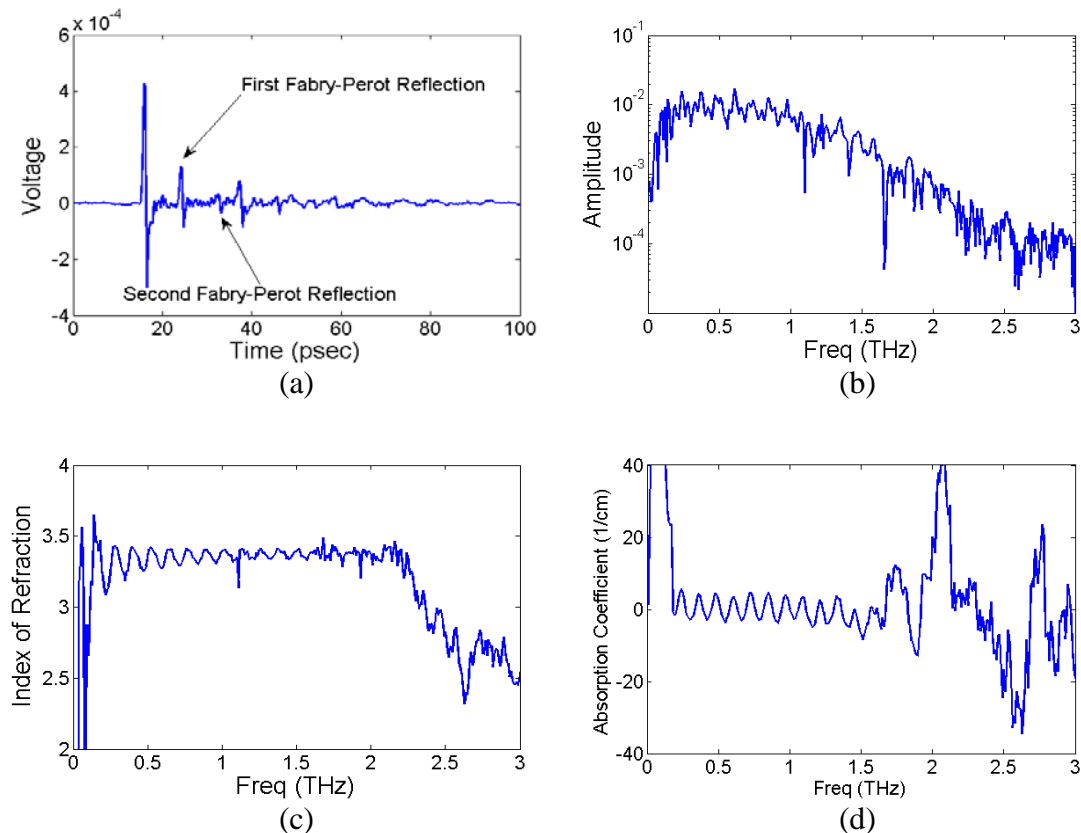 x 10⁻⁴
6
4
2
0
-2
-4
Voltage
First Fabry-Perot Reflection
Second Fabry-Perot Reflection
0 20 40 60 80 100
Time (psec)
(a)
10⁻¹
10⁻²
10⁻³
10⁻⁴
Amplitude
0 0.5 1 1.5 2 2.5 3
Freq (THz)
(b)
4
3.5
3
2.5
2
Index of Refraction
0 0.5 1 1.5 2 2.5 3
Freq (THz)
(c)
40
20
0
-20
-40
Absorption Coefficient (1/cm)
0 0.5 1 1.5 2 2.5 3
Freq (THz)
(d)